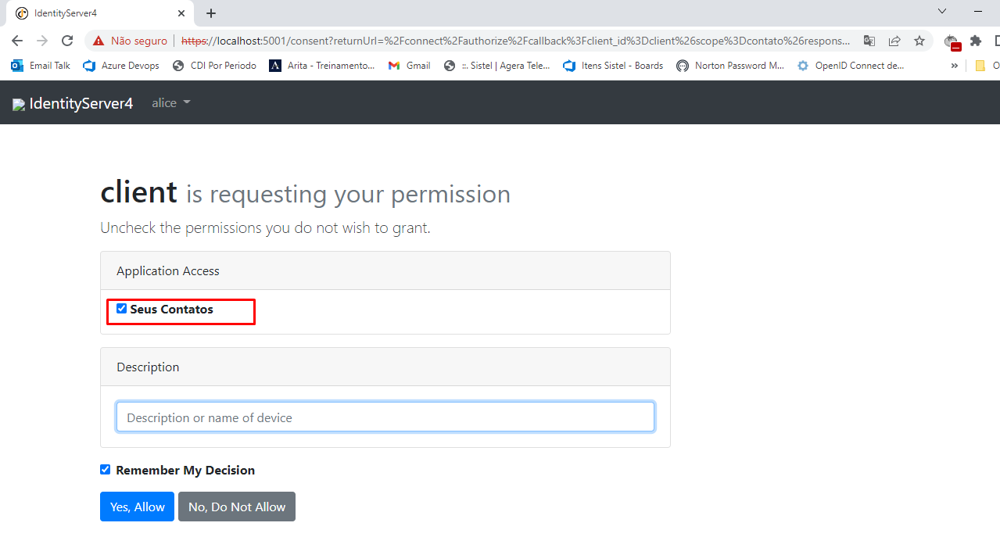 IdentityServer4
Não seguro https://localhost:5001/consent?returnUrl=%2Fconnect%2Fauthorize%2Fcallback%3Fclient_id%3Dclient%26scope%3Dcontato%26respons...
Email Talk Azure Devops CDI Por Periodo Arita - Treinamento... Gmail ::. Sistel | Agera Tele... Itens Sistel - Boards Norton Password M... OpenID Connect de... » O
IdentityServer4 alice
client is requesting your permission
Uncheck the permissions you do not wish to grant.
Application Access
Seus Contatos
Description
Description or name of device
Remember My Decision
Yes, Allow No, Do Not Allow